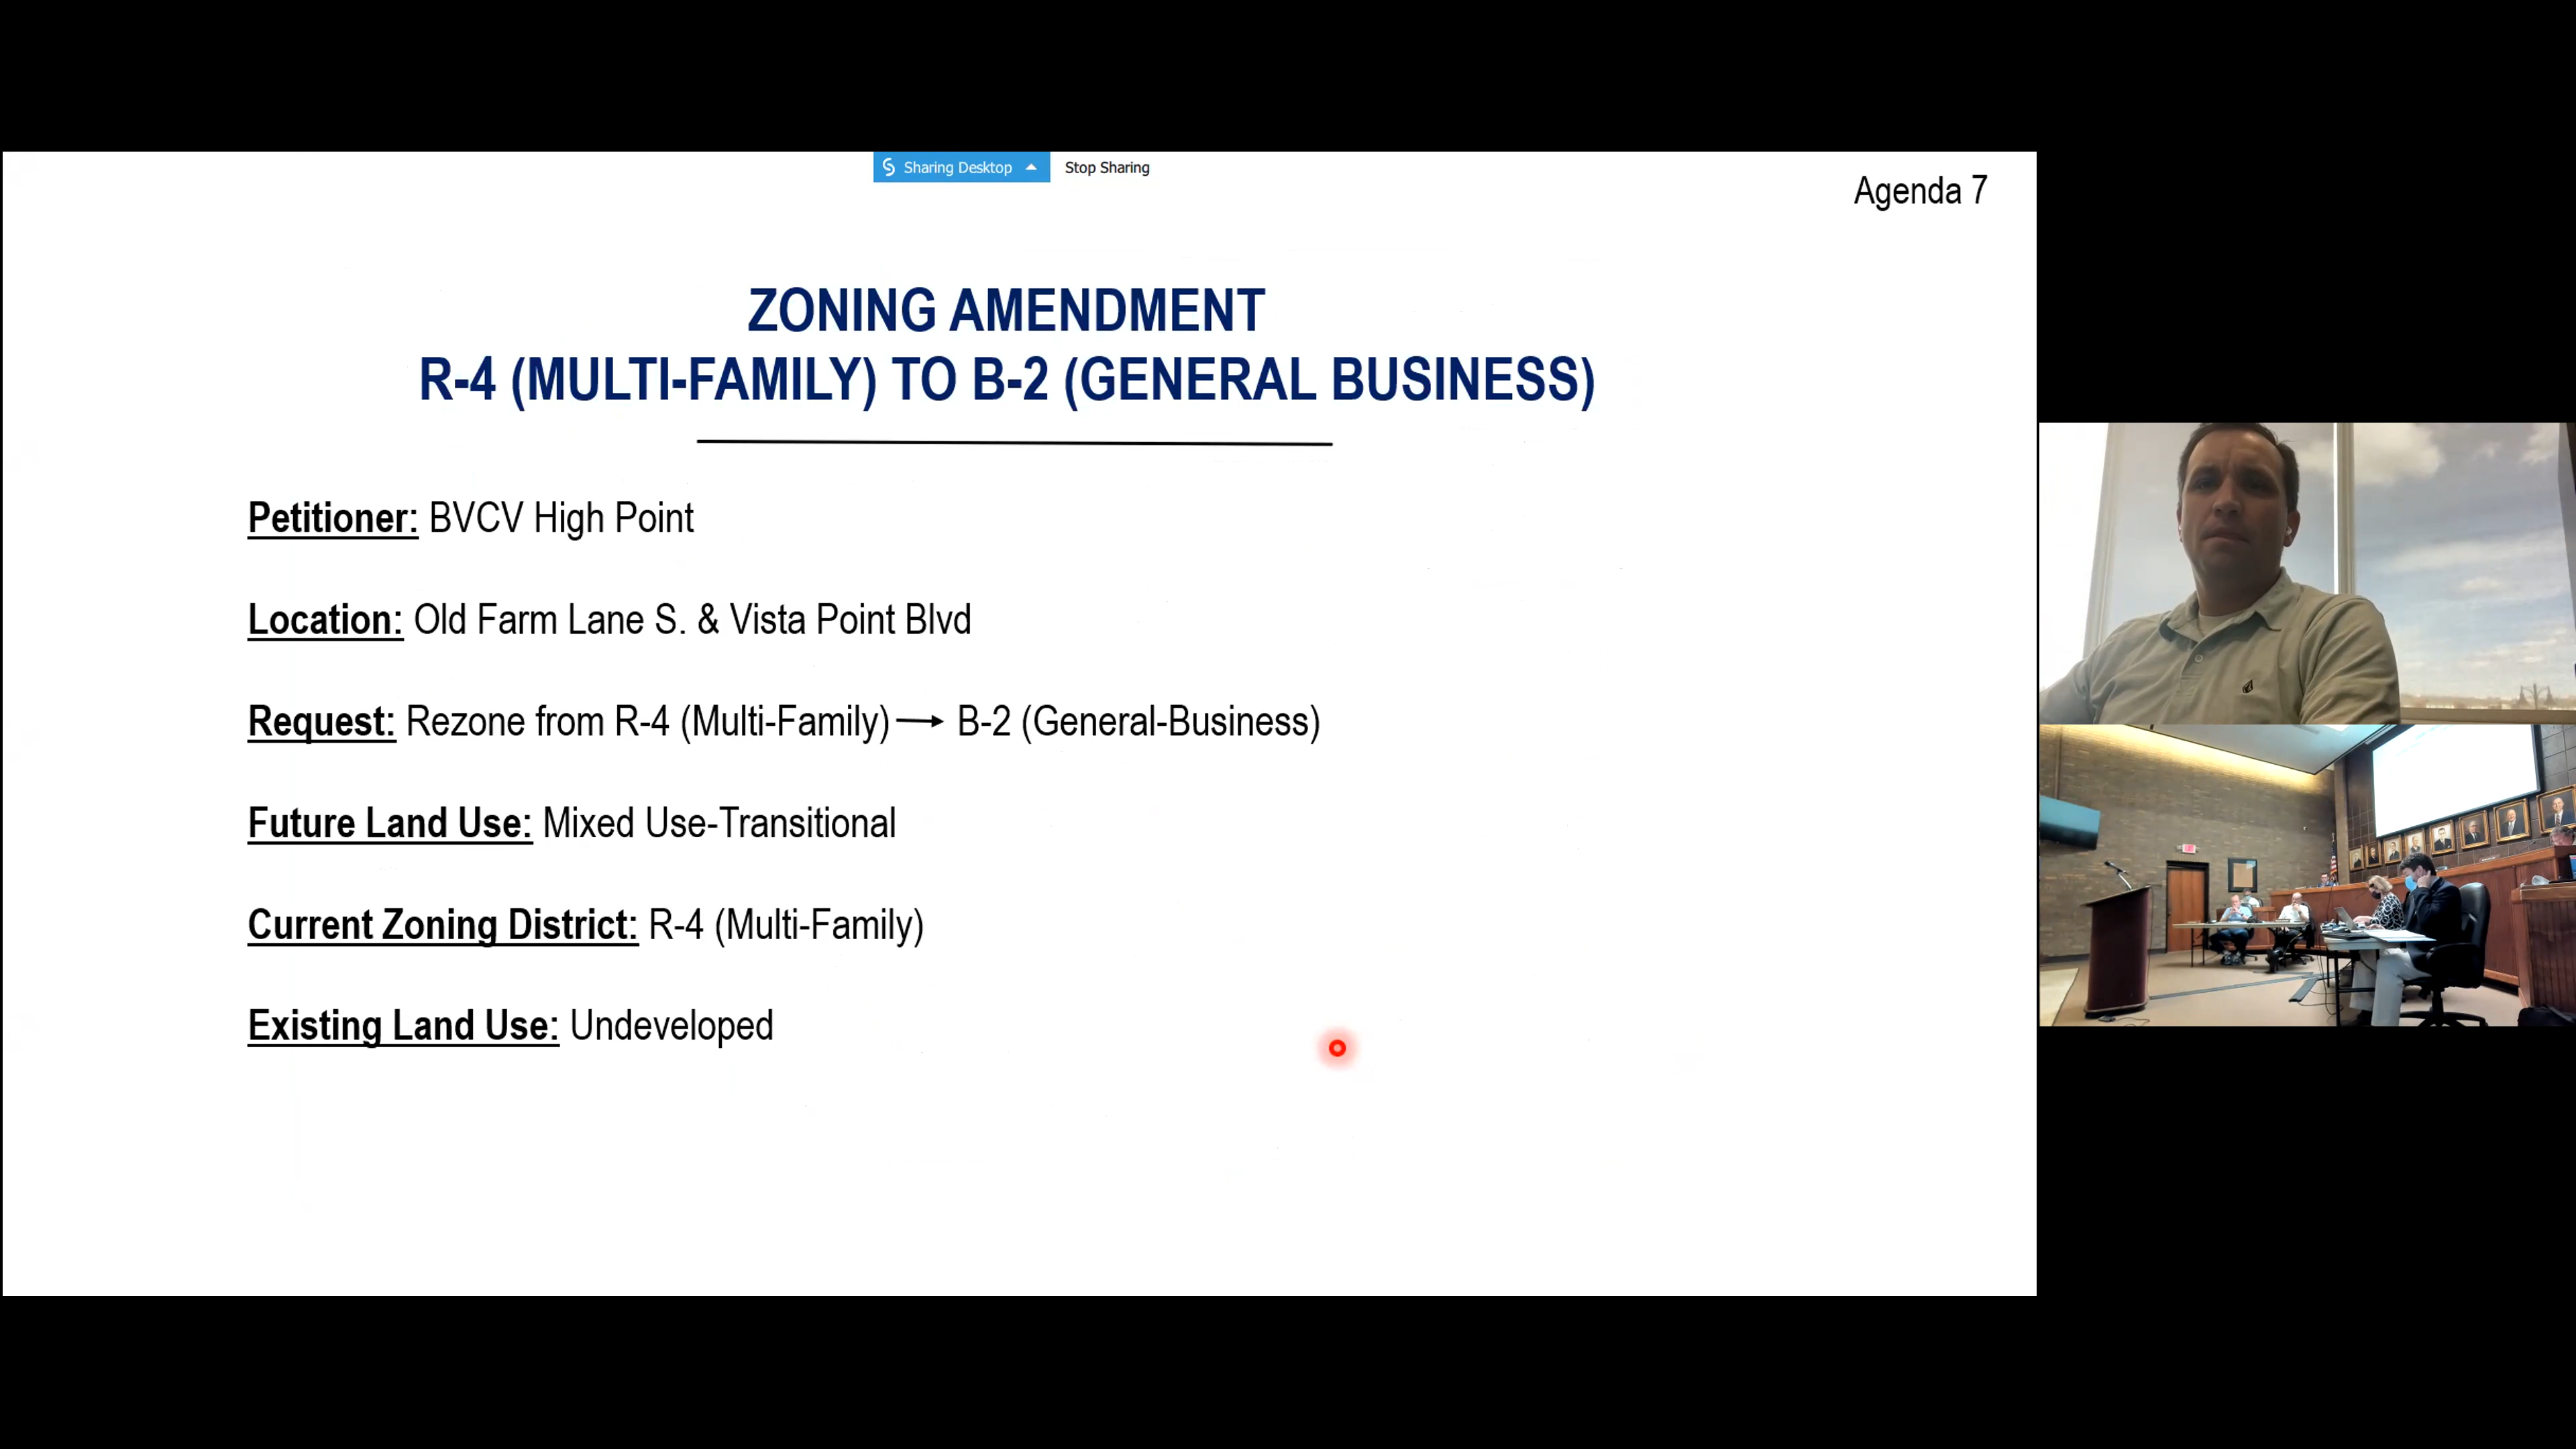 Sharing Desktop Stop Sharing
Agenda 7
ZONING AMENDMENT
R-4 (MULTI-FAMILY) TO B-2 (GENERAL BUSINESS)
Petitioner: BVCV High Point
Location: Old Farm Lane S. & Vista Point Blvd
Request: Rezone from R-4 (Multi-Family) → B-2 (General-Business)
Future Land Use: Mixed Use-Transitional
Current Zoning District: R-4 (Multi-Family)
Existing Land Use: Undeveloped